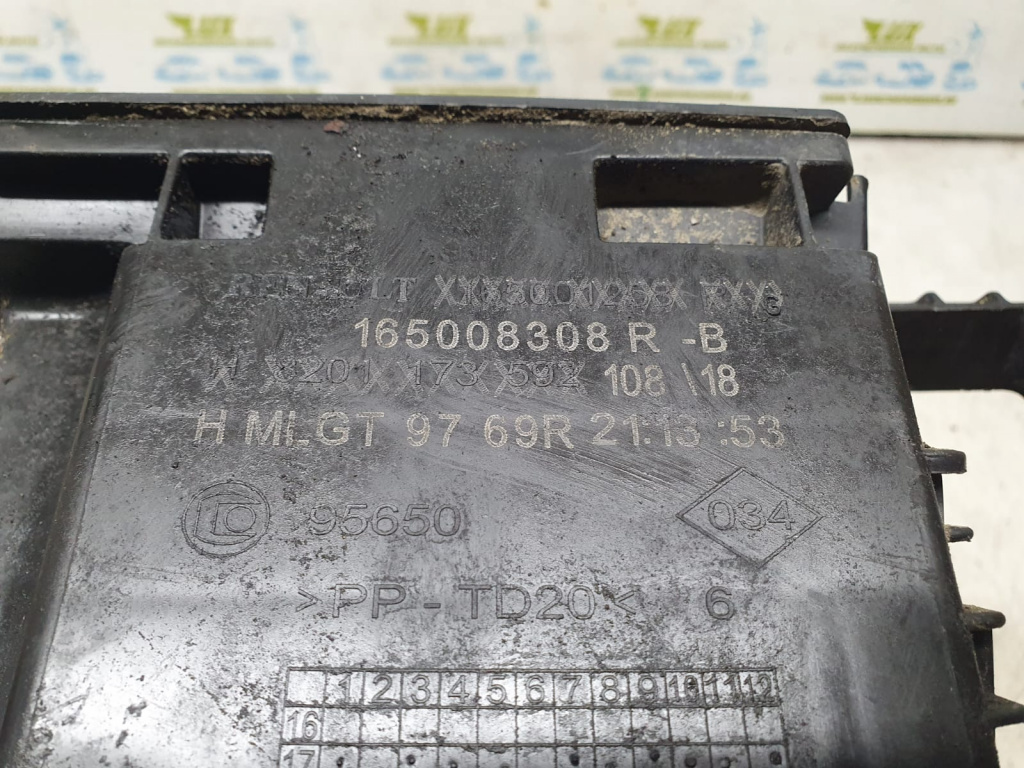 165008308 R -B
108 \18
H MLGT 97 69R 21:13 :53
95650
034
>PP - TD20< 6
1 2 3 4 5 6 7 8 9 10 11 12
16
17